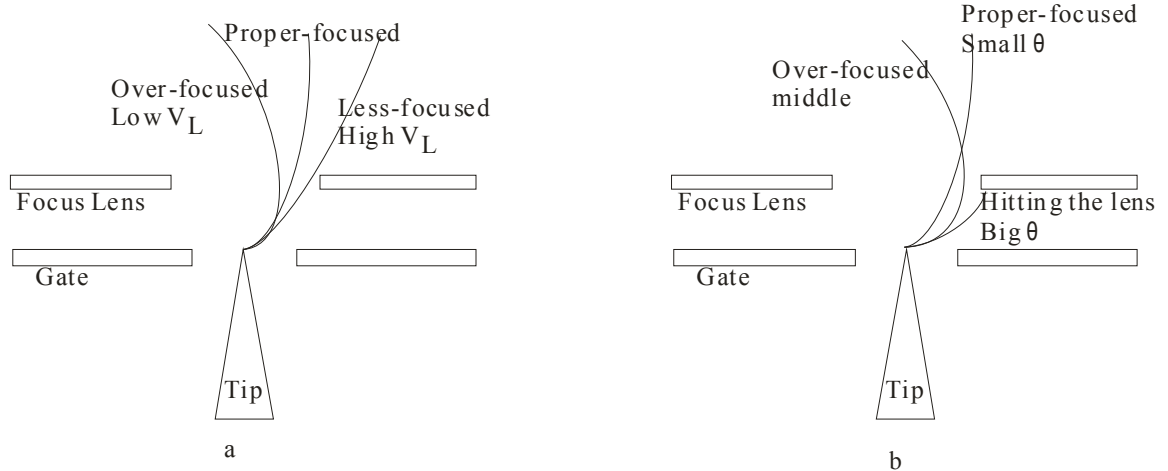 Proper-focused
Over-focused
Low V_L
Less-focused
High V_L
Focus Lens
Gate
Tip
a
Proper-focused
Small θ
Over-focused
middle
Focus Lens
Hitting the lens
Big θ
Gate
Tip
b